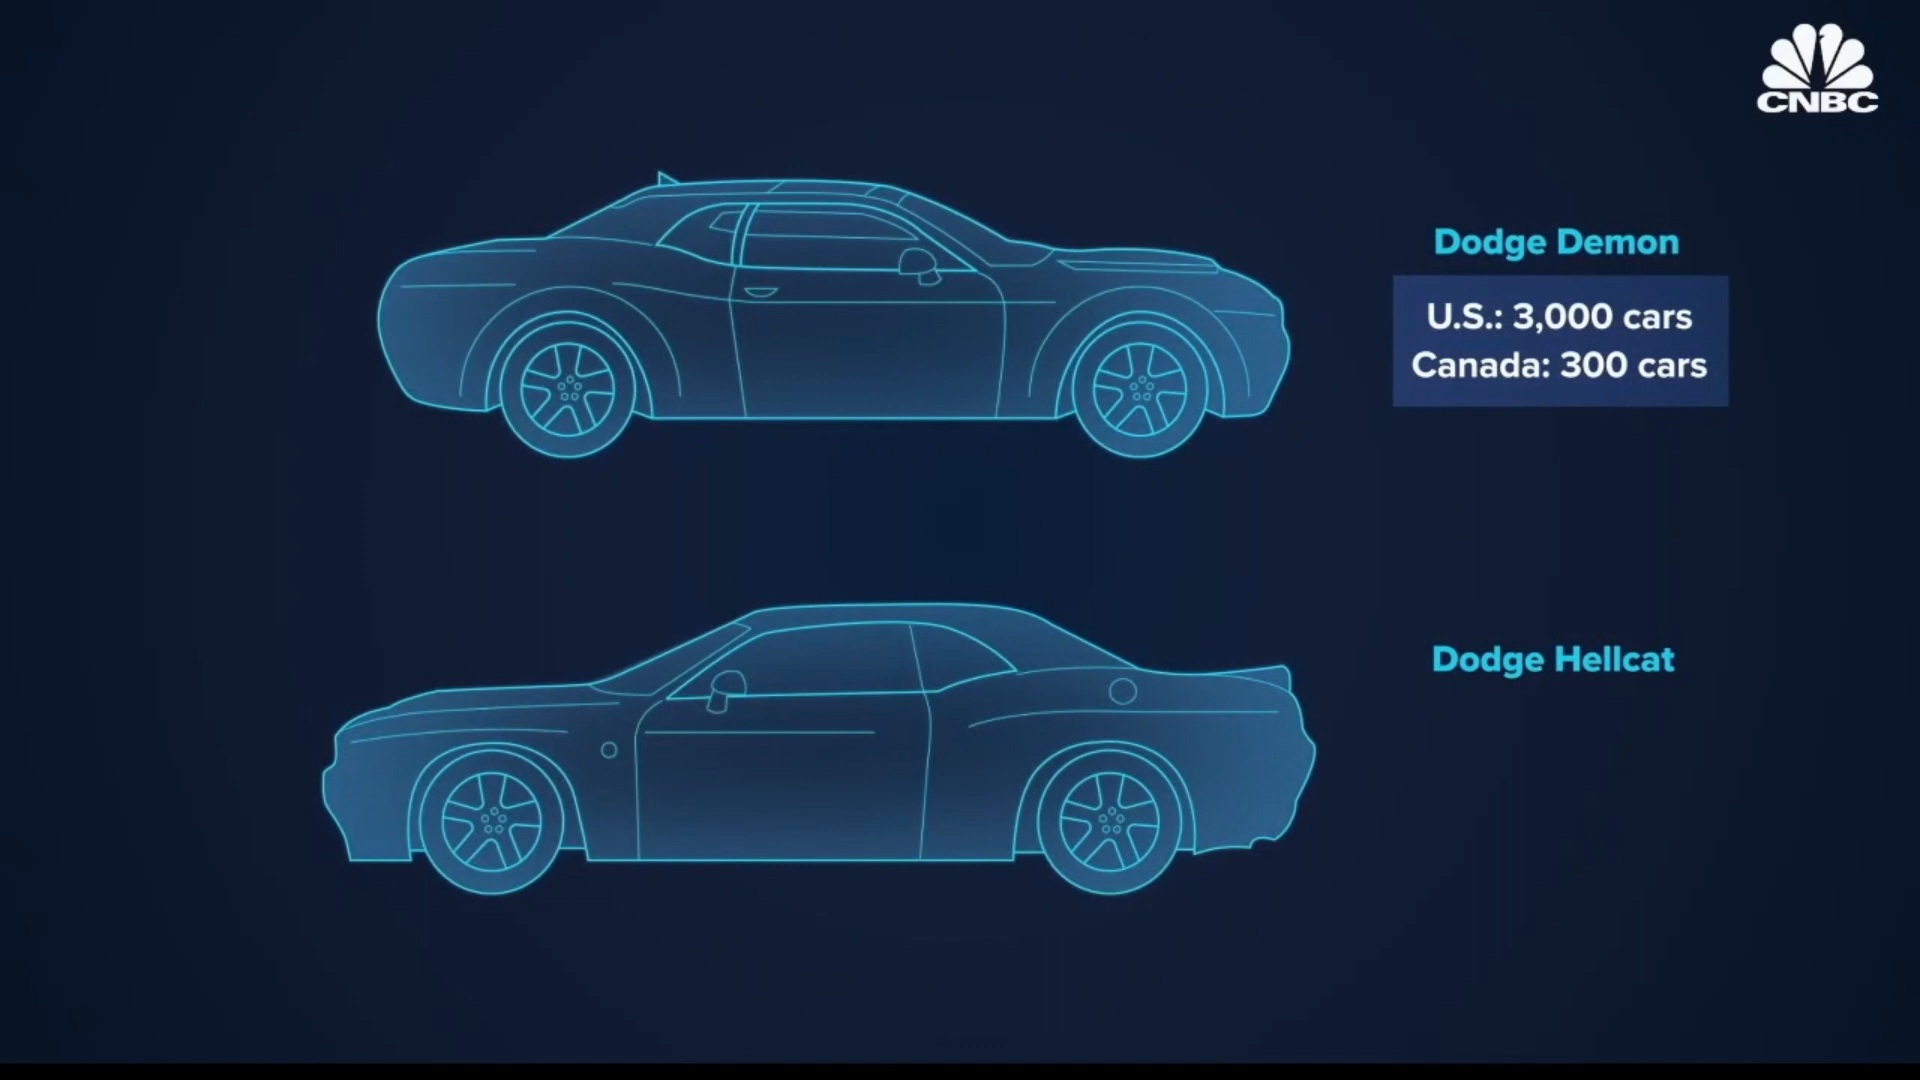 CNBC
Dodge Demon
U.S.: 3,000 cars
Canada: 300 cars
Dodge Hellcat